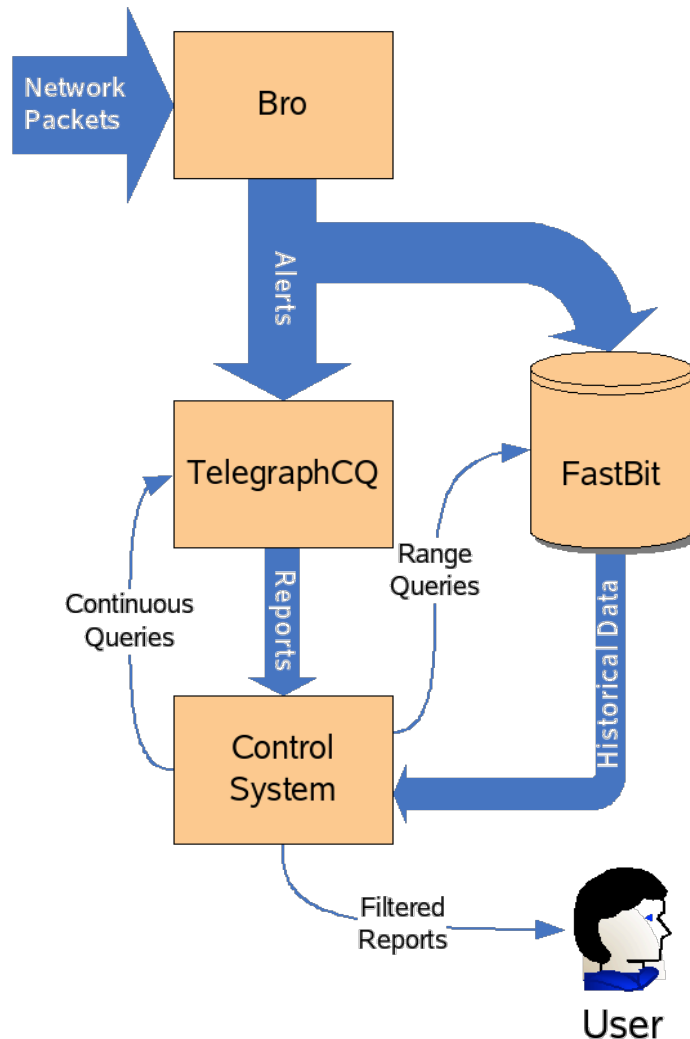 Network
Packets
Bro
Alerts
TelegraphCQ
FastBit
Range
Queries
Continuous
Queries
Reports
Historical Data
Control
System
Filtered
Reports
User